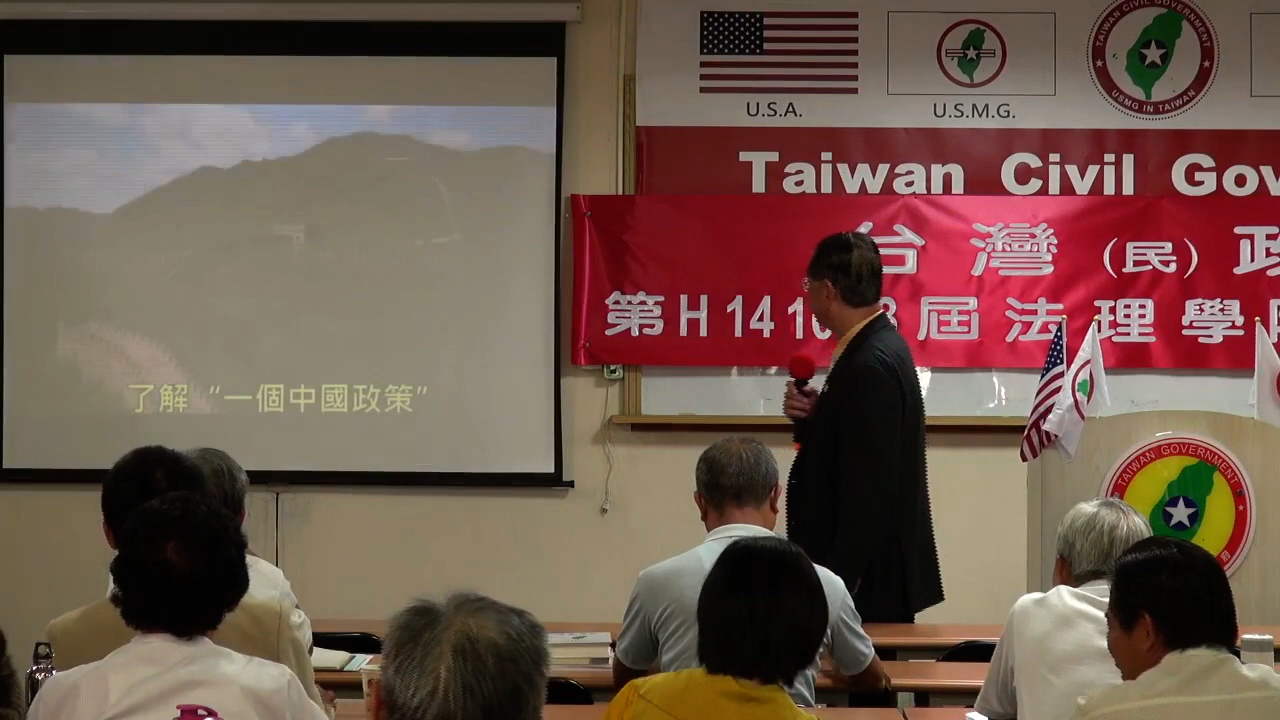 U.S.A.
U.S.M.G.
TAIWAN CIVIL GOVERNMENT
USMG IN TAIWAN
Taiwan Civil Gov
台灣(民)政
第H1416 屆法理學
了解“一個中國政策”
TAIWAN GOVERNMENT